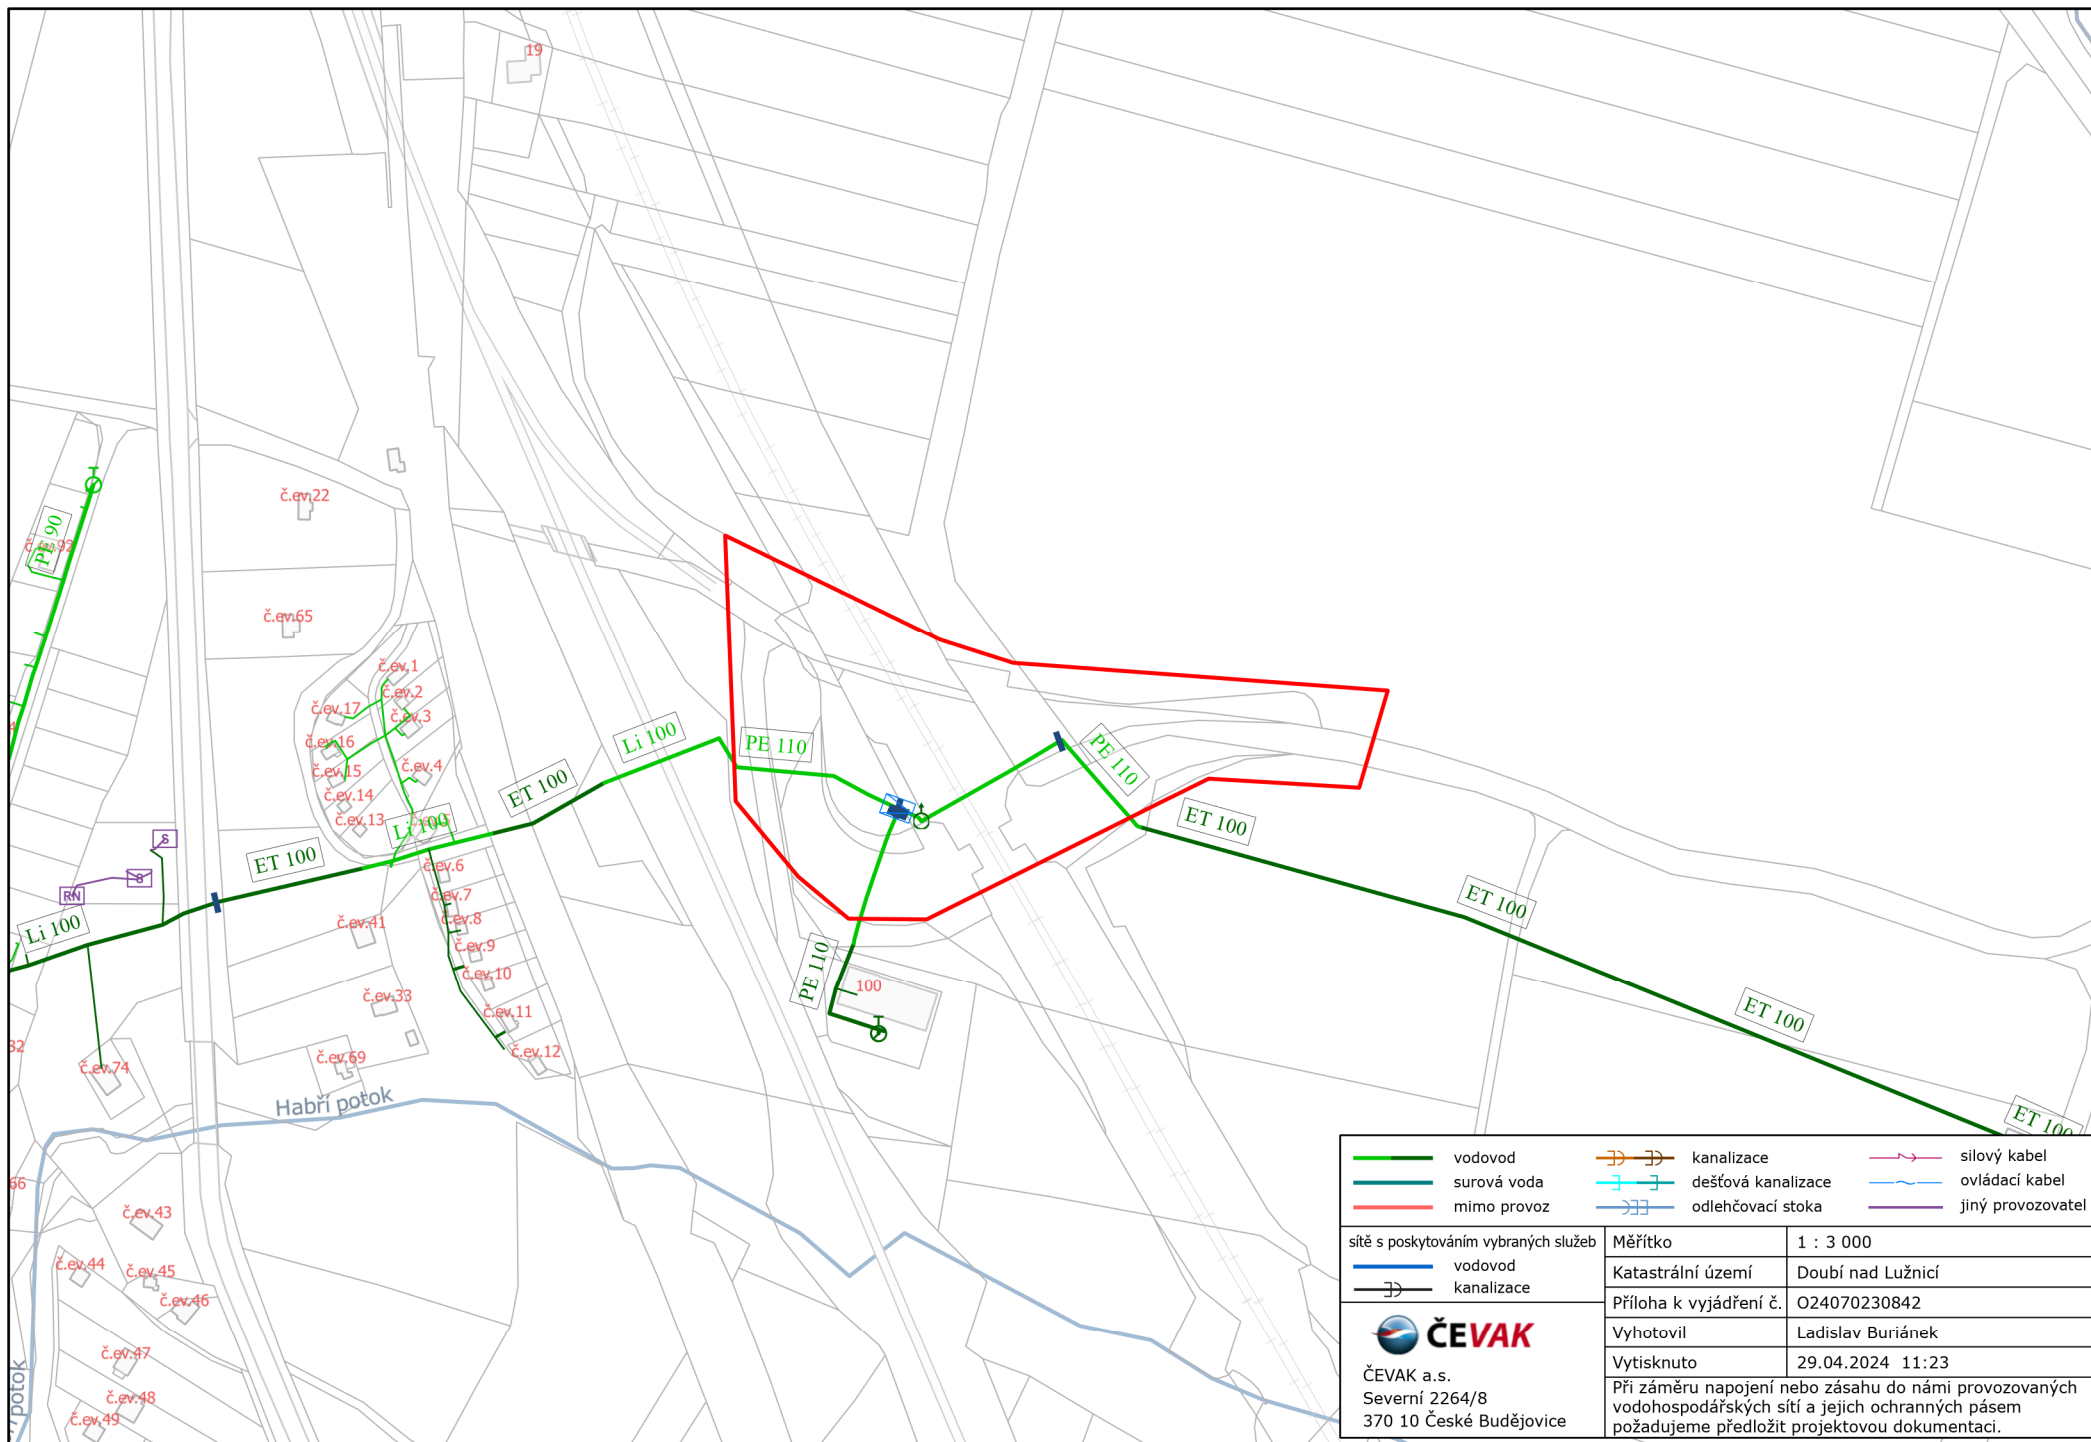 19
č.ev.22
PE 90
č.ev.92
č.ev.65
č.ev.1
č.ev.2
č.ev.17
č.ev.3
č.ev.16
č.ev.15
č.ev.4
č.ev.14
č.ev.13
Li 100
PE 110
PE 110
ET 100
Li 100
ET 100
S
ET 100
č.ev.6
S
RN
č.ev.7
č.ev.8
Li 100
č.ev.41
č.ev.9
č.ev.10
PE 110
100
ET 100
č.ev.33
č.ev.11
ET 100
32
č.ev.69
č.ev.12
č.ev.74
Habří potok
ET 100
66
č.ev.43
č.ev.44
č.ev.45
č.ev.46
č.ev.47
č.ev.48
č.ev.49
potok
vodovod
surová voda
mimo provoz
kanalizace
dešťová kanalizace
odlehčovací stoka
silový kabel
ovládací kabel
jiný provozovatel
sítě s poskytováním vybraných služeb
vodovod
kanalizace
ČEVAK
ČEVAK a.s.
Severní 2264/8
370 10 České Budějovice
Měřítko 1 : 3 000
Katastrální území Doubí nad Lužnicí
Příloha k vyjádření č. O24070230842
Vyhotovil Ladislav Buriánek
Vytisknuto 29.04.2024 11:23
Při záměru napojení nebo zásahu do námi provozovaných
vodohospodářských sítí a jejich ochranných pásem
požadujeme předložit projektovou dokumentaci.